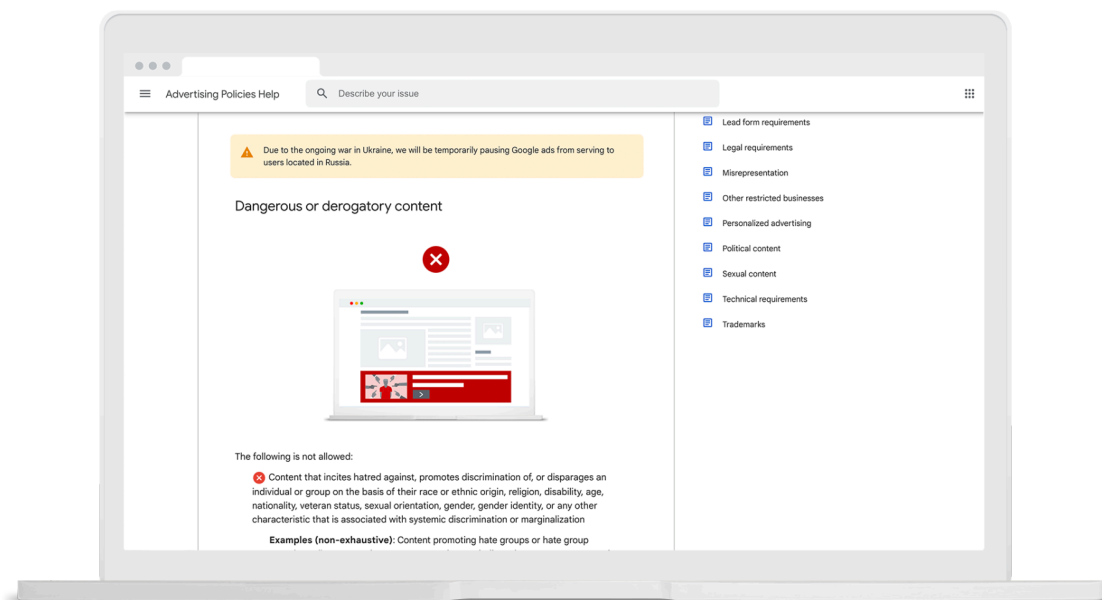 Advertising Policies Help
Describe your issue
Due to the ongoing war in Ukraine, we will be temporarily pausing Google ads from serving to
users located in Russia.
Dangerous or derogatory content
The following is not allowed:
Content that incites hatred against, promotes discrimination of, or disparages an
individual or group on the basis of their race or ethnic origin, religion, disability, age,
nationality, veteran status, sexual orientation, gender, gender identity, or any other
characteristic that is associated with systemic discrimination or marginalization
Examples (non-exhaustive): Content promoting hate groups or hate group
Lead form requirements
Legal requirements
Misrepresentation
Other restricted businesses
Personalized advertising
Political content
Sexual content
Technical requirements
Trademarks